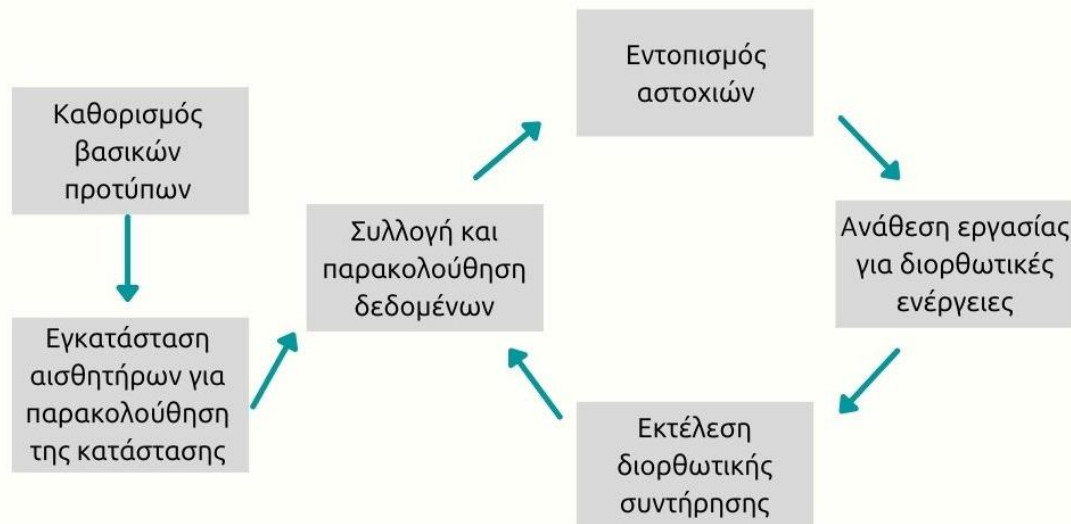 Καθορισμός
βασικών
προτύπων
Εγκατάσταση
αισθητήρων για
παρακολούθηση
της κατάστασης
Συλλογή και
παρακολούθηση
δεδομένων
Εντοπισμός
αστοχιών
Ανάθεση εργασίας
για διορθωτικές
ενέργειες
Εκτέλεση
διορθωτικής
συντήρησης